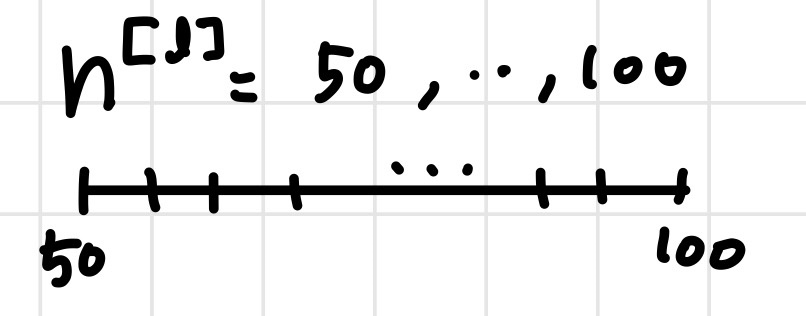 n[l] = 50, ..., 100
...
50 100